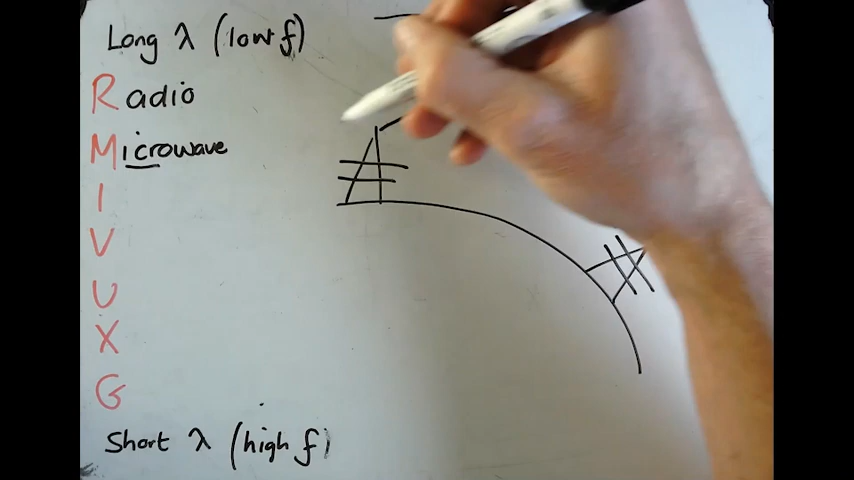 Long λ (low f)
Radio
Microwave
I
V
U
X
G
Short λ (high f)